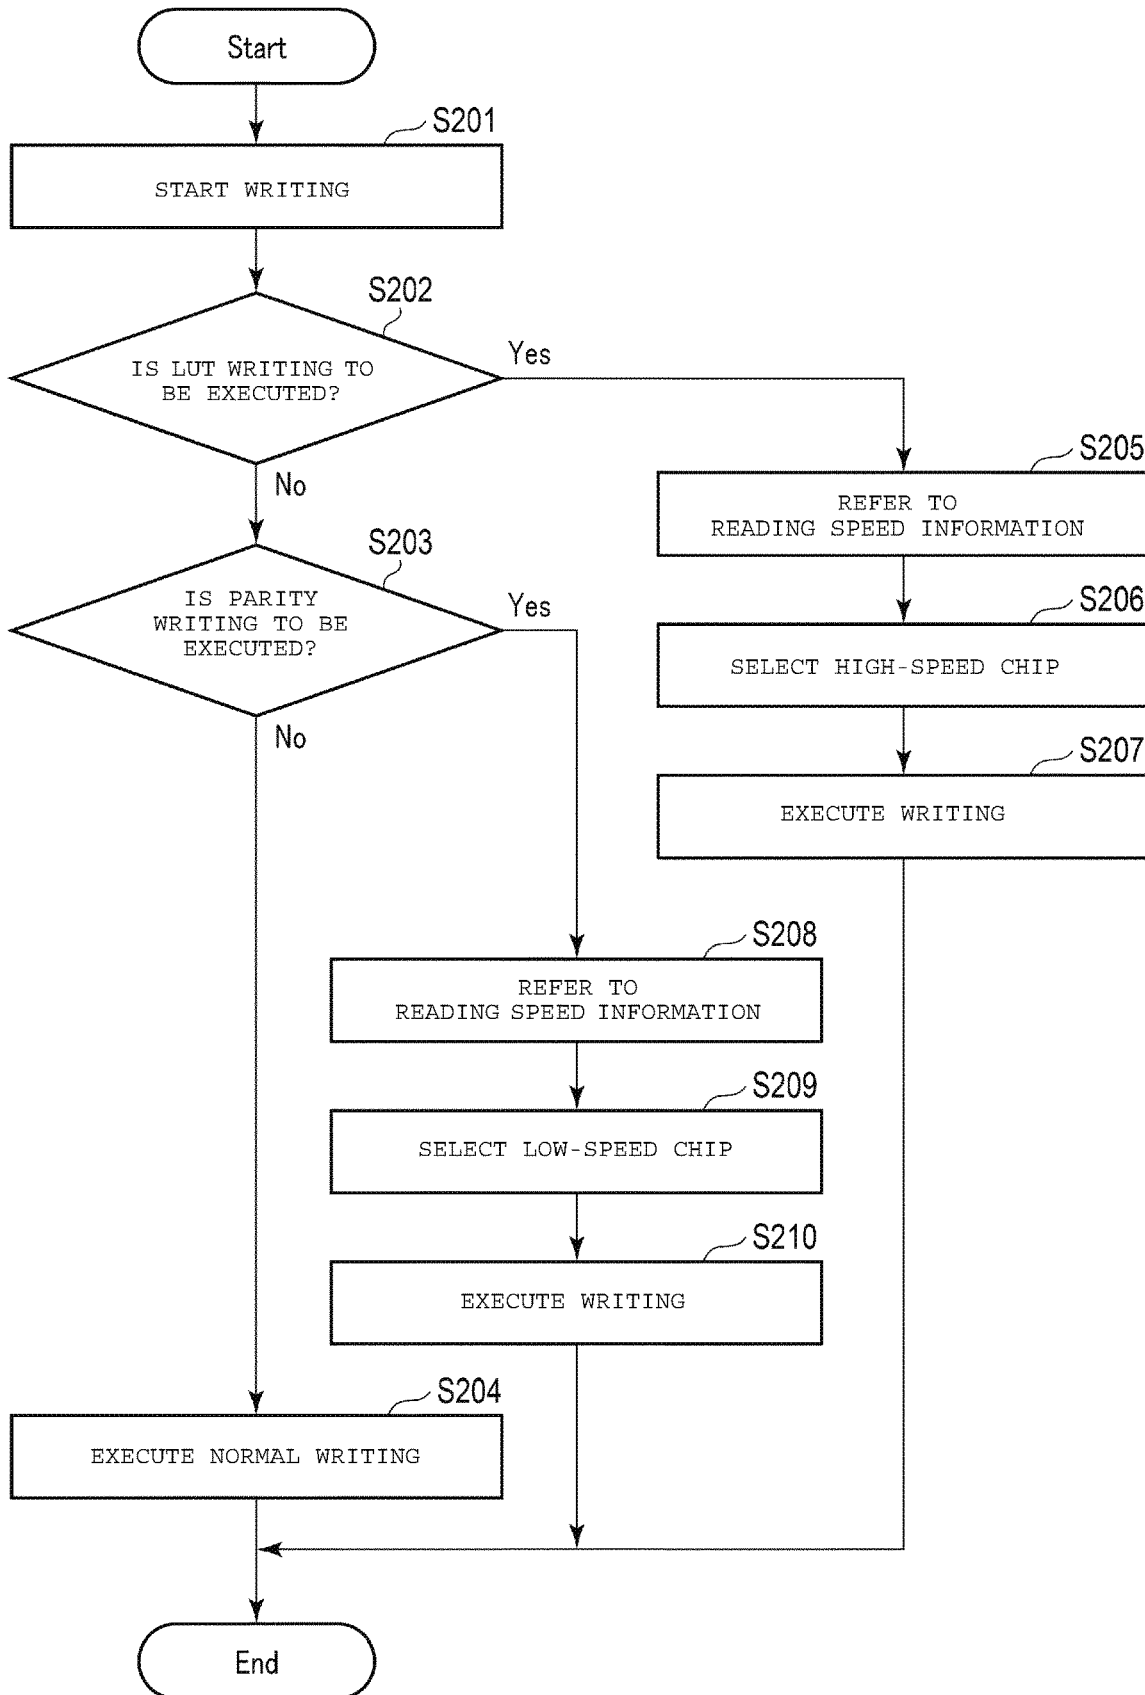 Start
S201
START WRITING
S202
IS LUT WRITING TO
BE EXECUTED?
Yes
No
S203
IS PARITY
WRITING TO BE
EXECUTED?
Yes
No
S205
REFER TO
READING SPEED INFORMATION
S206
SELECT HIGH-SPEED CHIP
S207
EXECUTE WRITING
S208
REFER TO
READING SPEED INFORMATION
S209
SELECT LOW-SPEED CHIP
S210
EXECUTE WRITING
S204
EXECUTE NORMAL WRITING
End